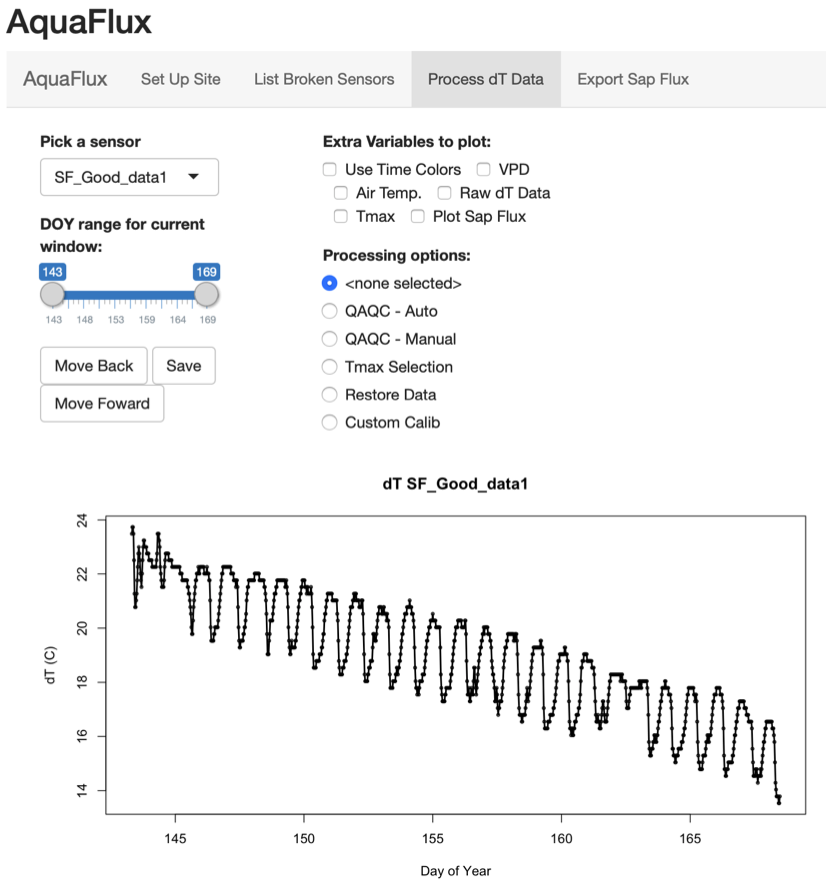 AquaFlux
AquaFlux Set Up Site List Broken Sensors Process dT Data Export Sap Flux
Pick a sensor
SF_Good_data1
DOY range for current
window:
143 169
143 148 153 159 164 169
Move Back Save
Move Foward
Extra Variables to plot:
Use Time Colors VPD
Air Temp. Raw dT Data
Tmax Plot Sap Flux
Processing options:
<none selected>
QAQC - Auto
QAQC - Manual
Tmax Selection
Restore Data
Custom Calib
dT SF_Good_data1
dT (C)
24
22
20
18
16
14
145 150 155 160 165
Day of Year